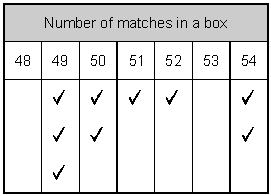 Number of matches in a box
48 49 50 51 52 53 54
✓ ✓ ✓ ✓ ✓
✓ ✓ ✓
✓